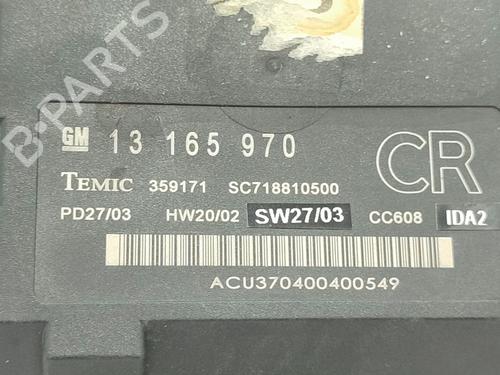 B-PARTS
GM 13 165 970 CR
TEMIC 359171 SC718810500
PD27/03 HW20/02 SW27/03 CC608 IDA2
ACU370400400549